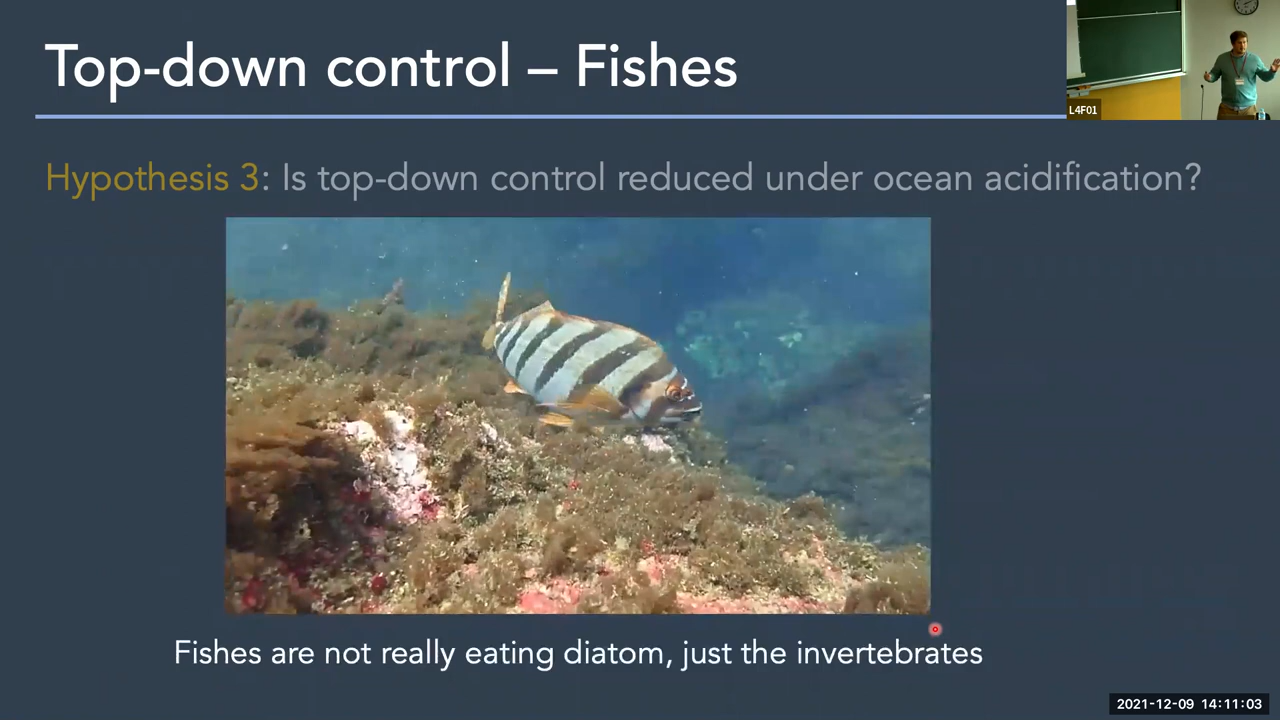 Top-down control – Fishes
L4F01
Hypothesis 3: Is top-down control reduced under ocean acidification?
Fishes are not really eating diatom, just the invertebrates
2021-12-09 14:11:03